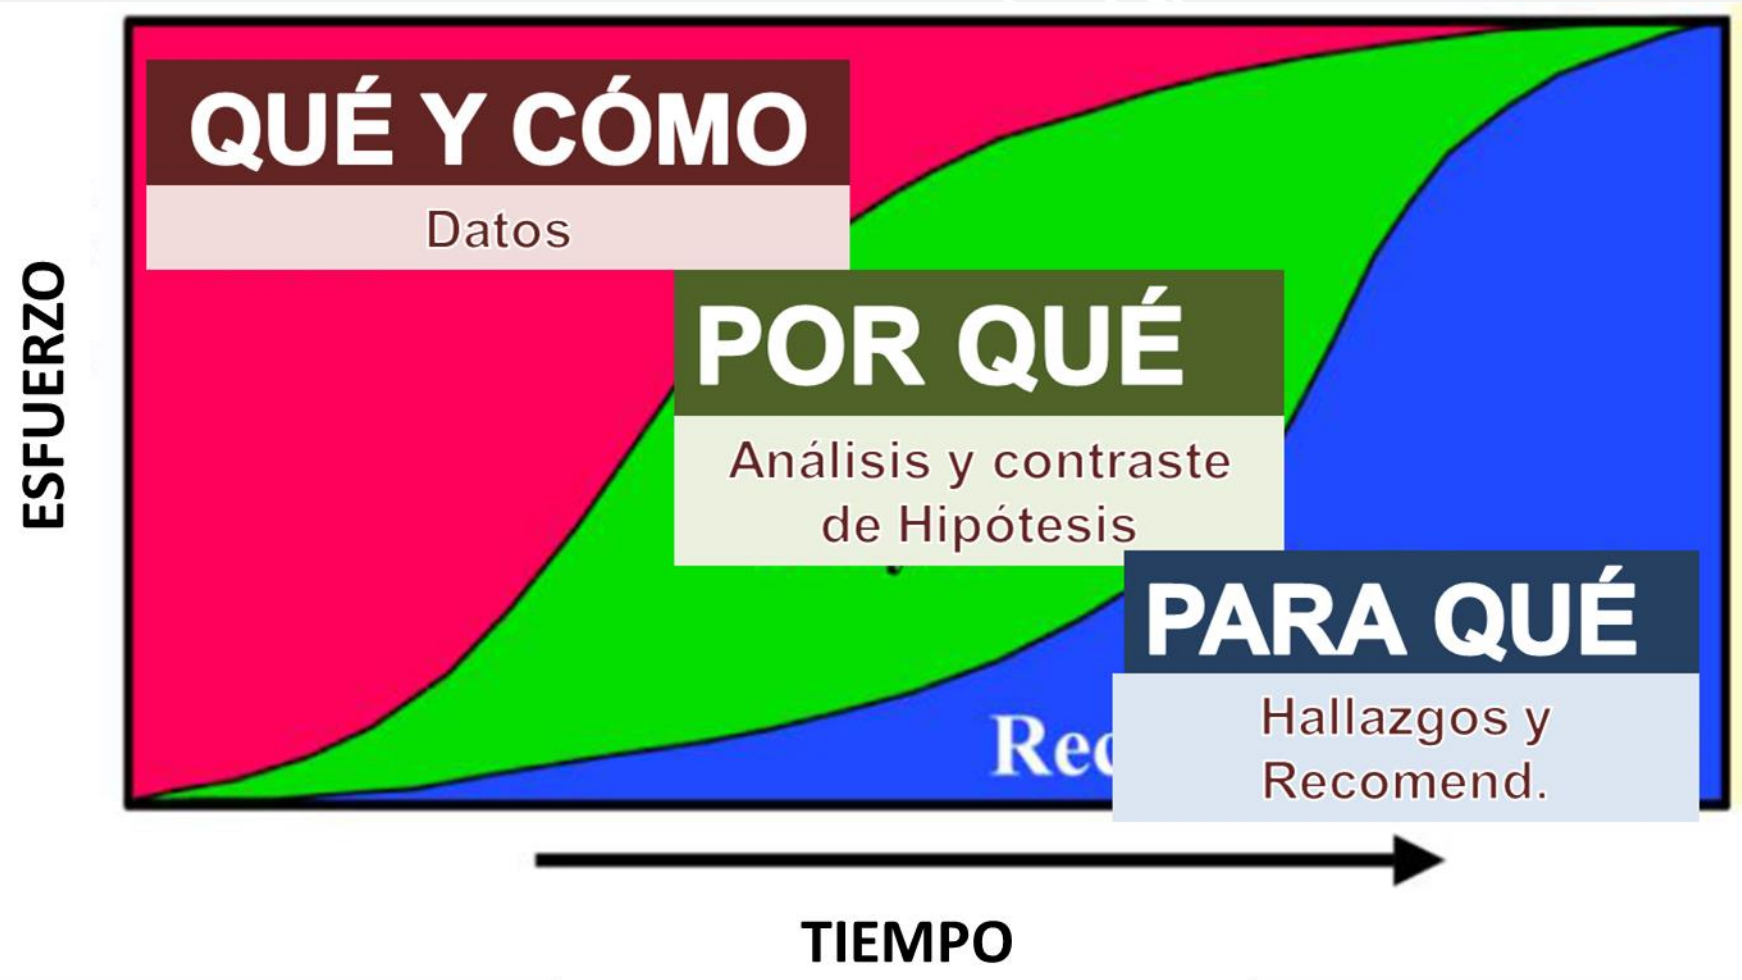 QUÉ Y CÓMO
Datos
ESFUERZO
POR QUÉ
Análisis y contraste
de Hipótesis
PARA QUÉ
Hallazgos y
Recomend.
TIEMPO